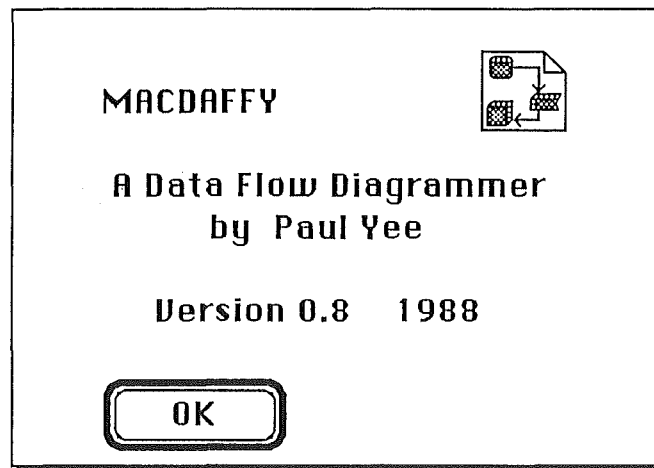 MACDAFFY
A Data Flow Diagrammer
by Paul Yee
Version 0.8 1988
OK